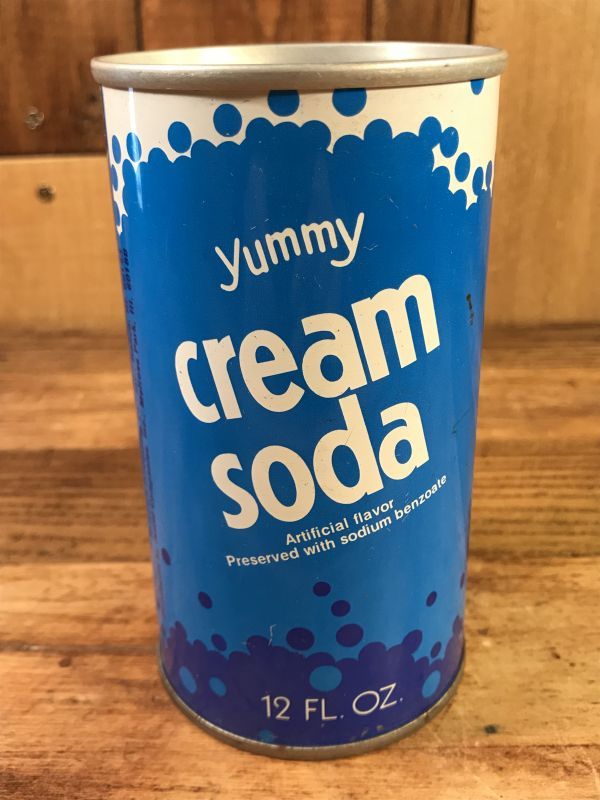 yummy
cream
soda
Artificial flavor
Preserved with sodium benzoate
12 FL. OZ.